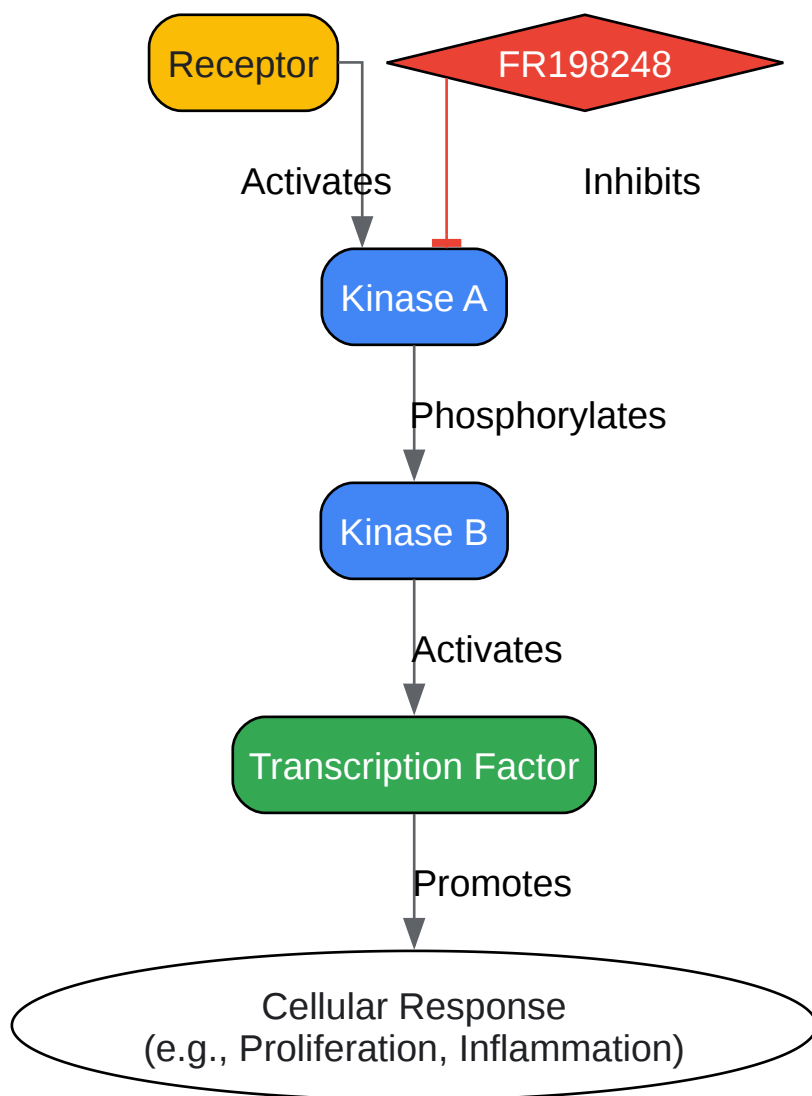 Receptor
FR198248
Activates
Inhibits
Kinase A
Phosphorylates
Kinase B
Activates
Transcription Factor
Promotes
Cellular Response
(e.g., Proliferation, Inflammation)